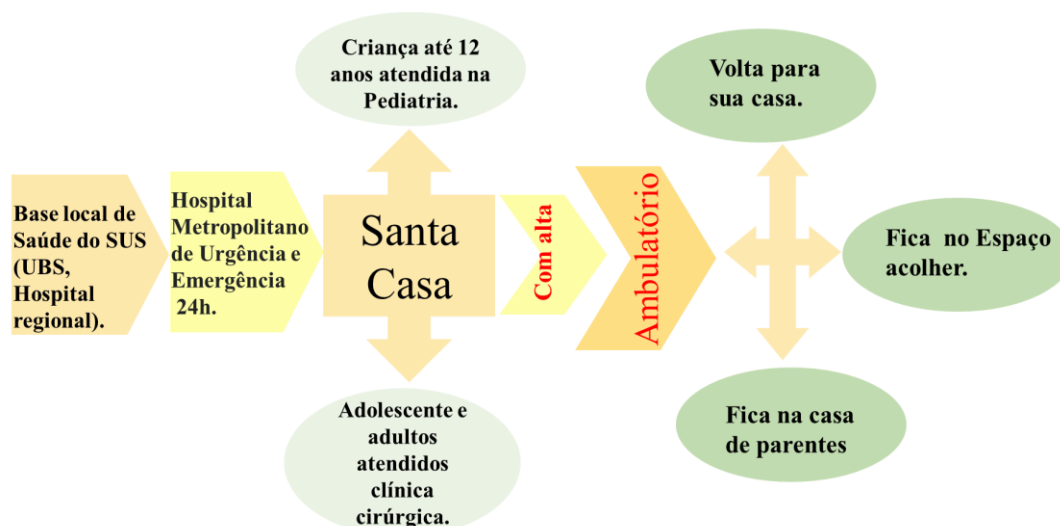 Criança até 12
anos atendida na
Pediatria.
Volta para
sua casa.
Base local de
Saúde do SUS
(UBS,
Hospital
regional).
Hospital
Metropolitano
de Urgência e
Emergência
24h.
Santa
Casa
Com alta
Ambulatório
Fica no Espaço
acolher.
Adolescente e
adultos
atendidos
clínica
cirúrgica.
Fica na casa
de parentes